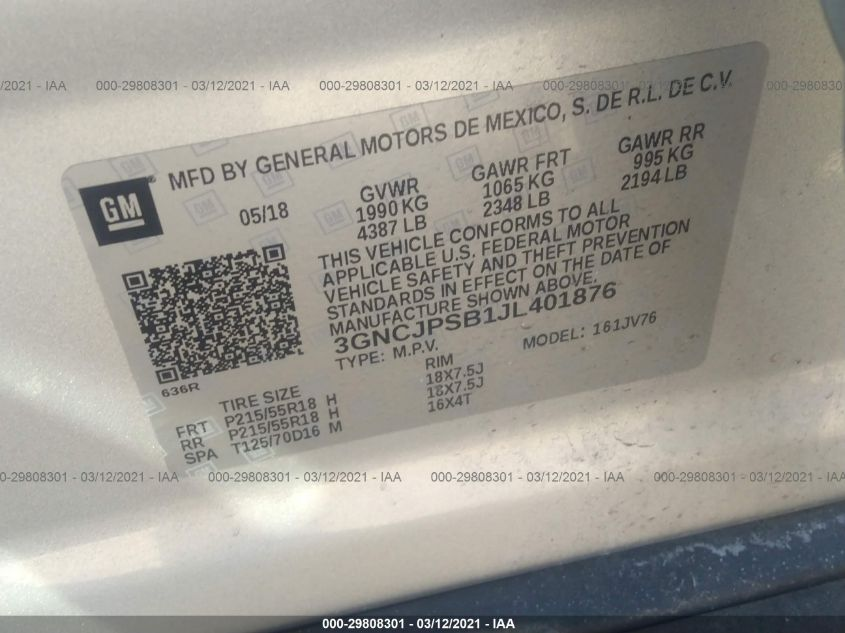 000-29808301 - 03/12/2021 - IAA
MFD BY GENERAL MOTORS DE MEXICO, S. DE R.L. DE C.V.
GM
05/18
GVWR
1990 KG
4387 LB
GAWR FRT
1065 KG
2348 LB
GAWR RR
995 KG
2194 LB
THIS VEHICLE CONFORMS TO ALL
APPLICABLE U.S. FEDERAL MOTOR
VEHICLE SAFETY AND THEFT PREVENTION
STANDARDS IN EFFECT ON THE DATE OF
MANUFACTURE SHOWN ABOVE.
3GNCJPSB1JL401876
TYPE: M.P.V.
MODEL: 161JV76
636R
TIRE SIZE RIM
FRT P215/55R18 H 18X7.5J
RR P215/55R18 H 18X7.5J
SPA T125/70D16 M 16X4T
000-29808301 - 03/12/2021 - IAA
000-29808301 - 03/12/2021 - IAA